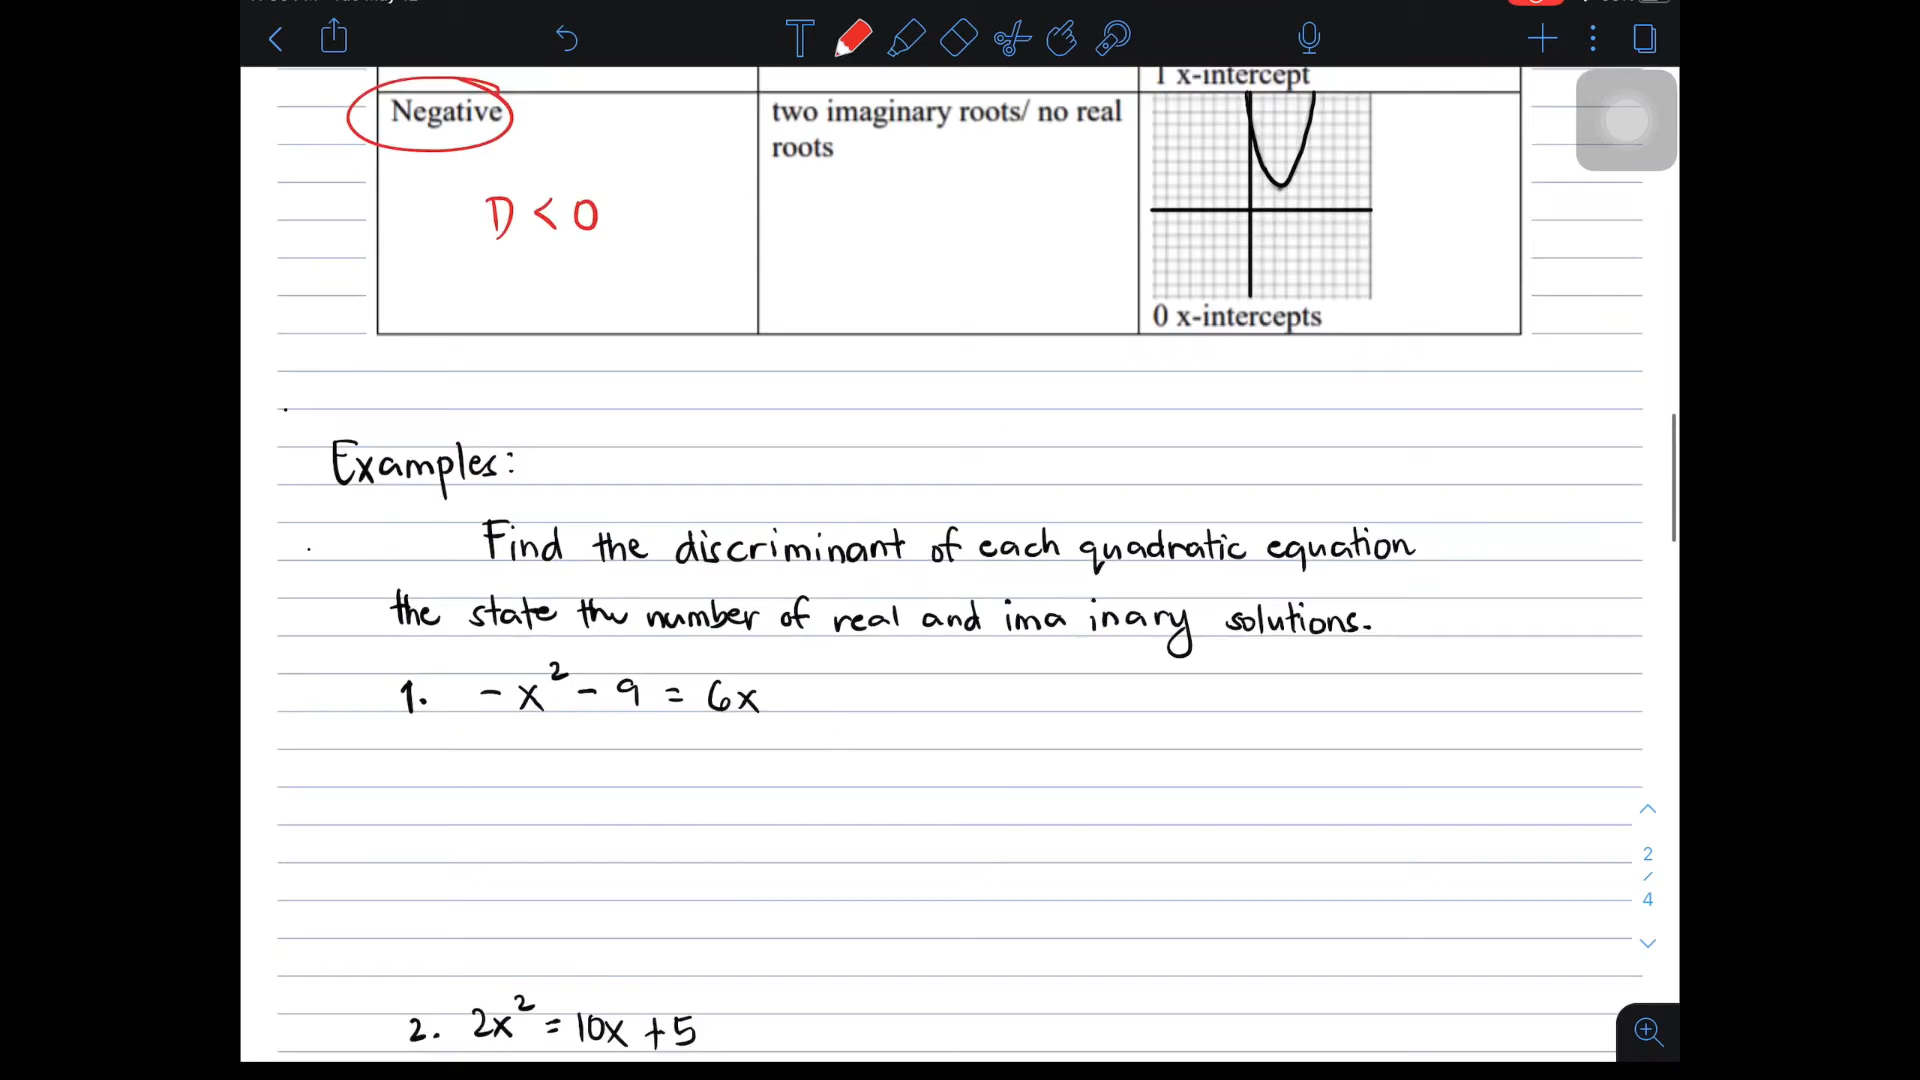 1 x-intercept
Negative
two imaginary roots/ no real
roots
D < 0
0 x-intercepts
Examples:
Find the discriminant of each quadratic equation
the state the number of real and ima inary solutions.
1. - x² - 9 = 6x
2
4
2. 2x² = 10x + 5